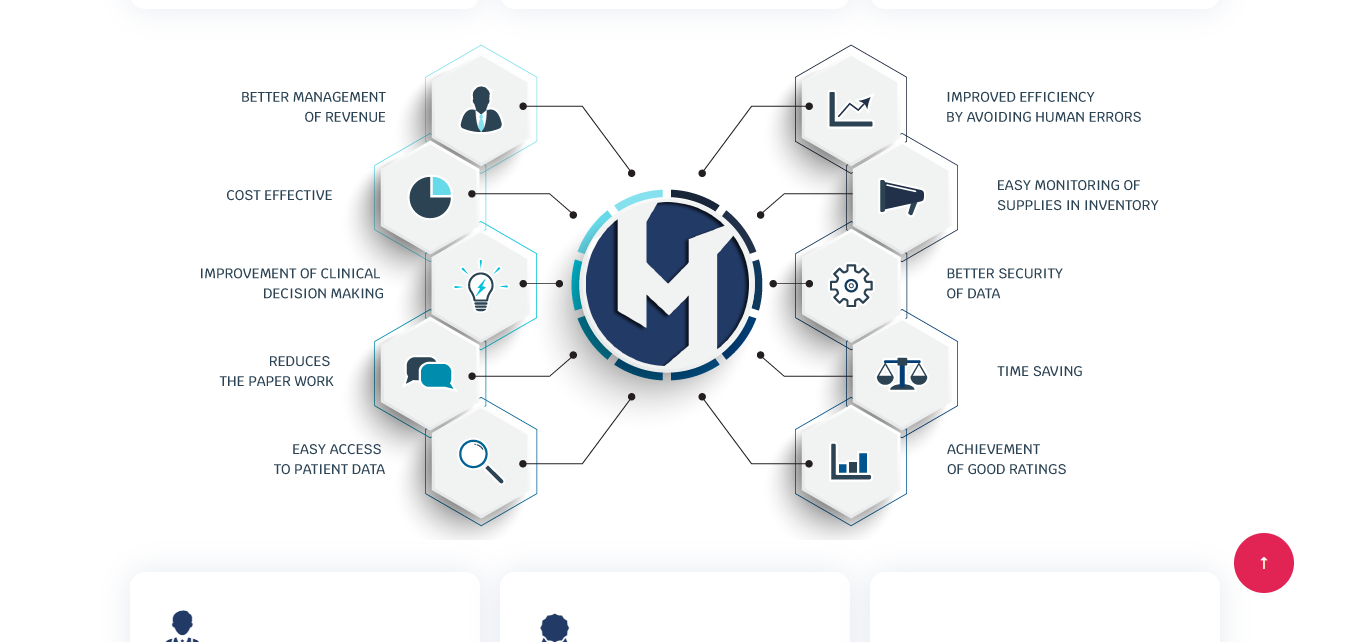 BETTER MANAGEMENT
OF REVENUE
COST EFFECTIVE
IMPROVEMENT OF CLINICAL
DECISION MAKING
REDUCES
THE PAPER WORK
EASY ACCESS
TO PATIENT DATA
IMPROVED EFFICIENCY
BY AVOIDING HUMAN ERRORS
EASY MONITORING OF
SUPPLIES IN INVENTORY
BETTER SECURITY
OF DATA
TIME SAVING
ACHIEVEMENT
OF GOOD RATINGS